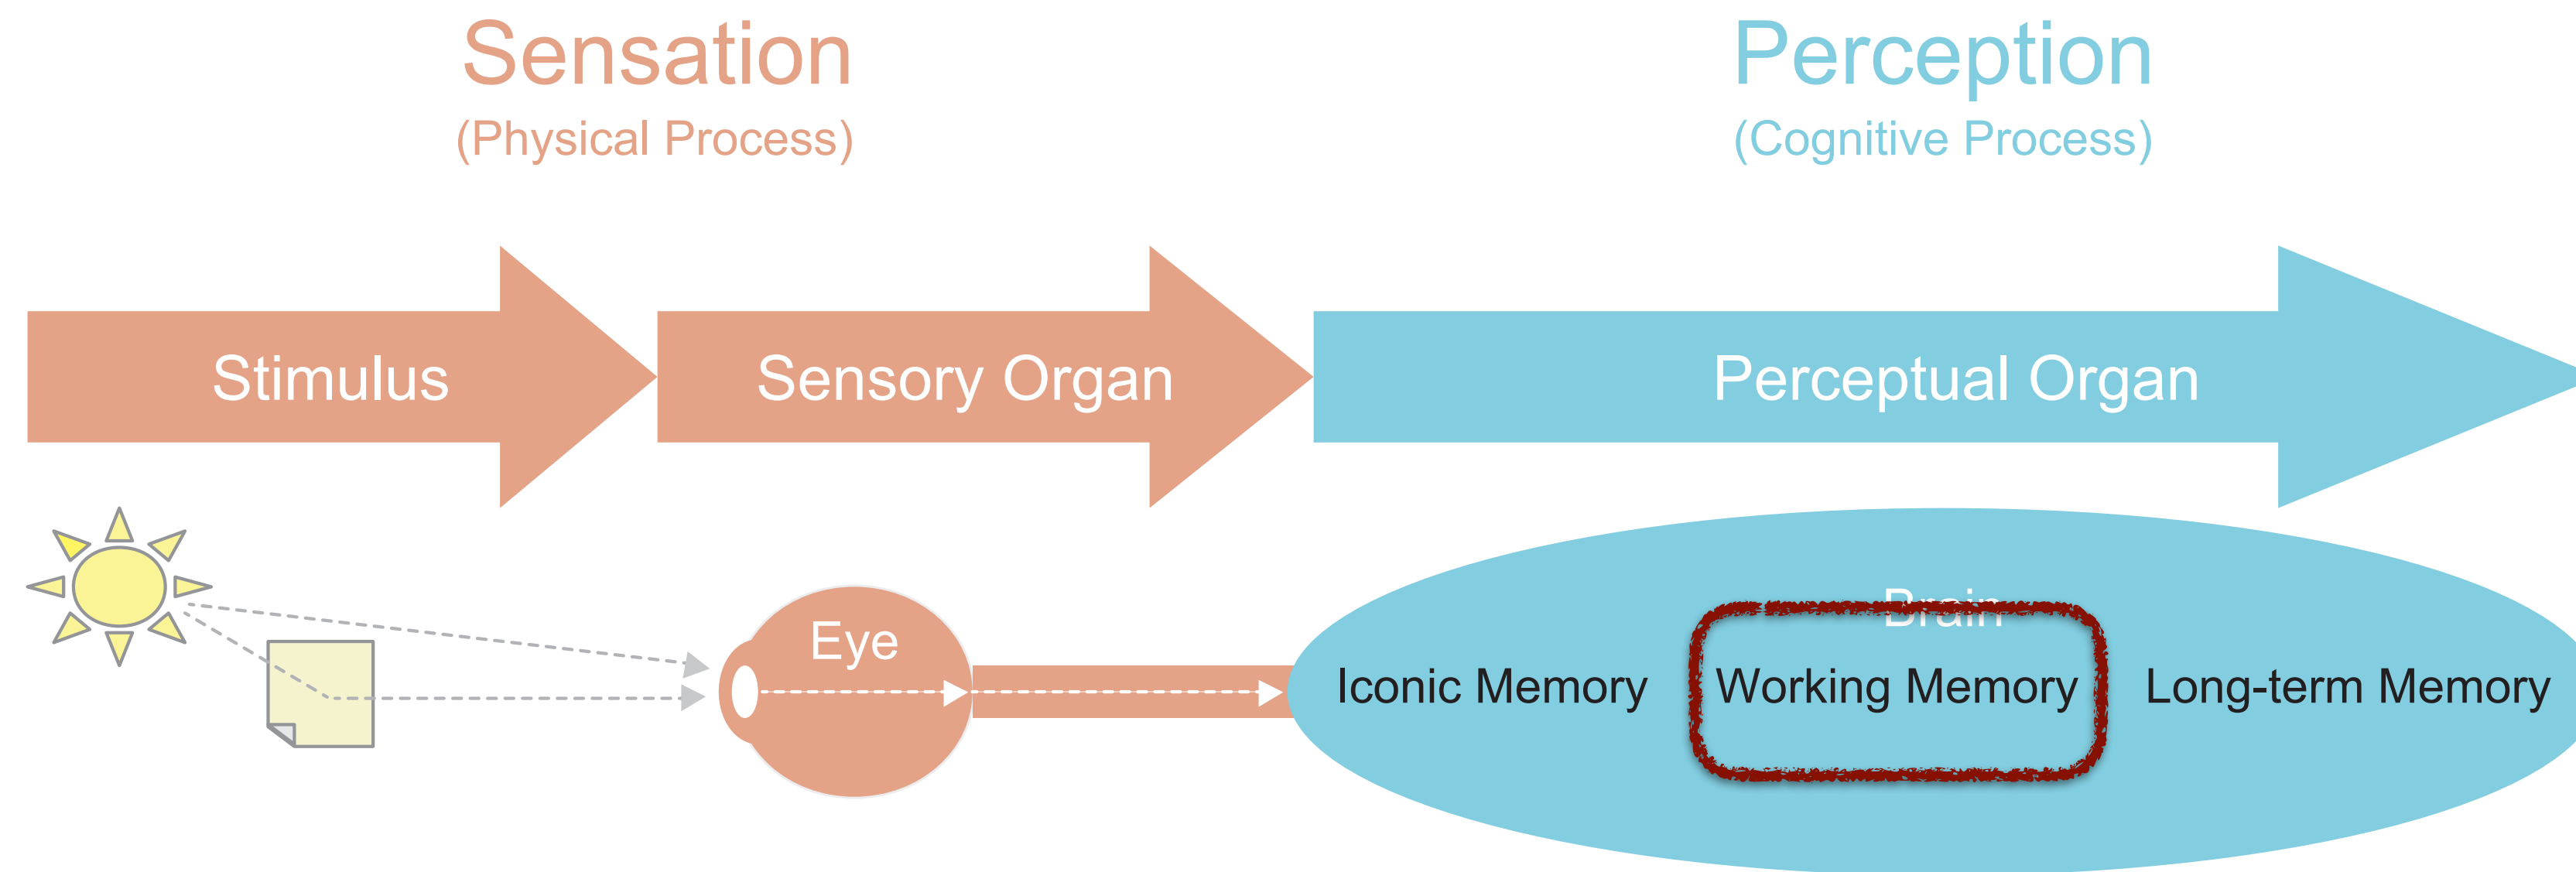 Sensation
(Physical Process)
Perception
(Cognitive Process)
Stimulus
Sensory Organ
Perceptual Organ
Eye
Brain
Iconic Memory
Working Memory
Long-term Memory